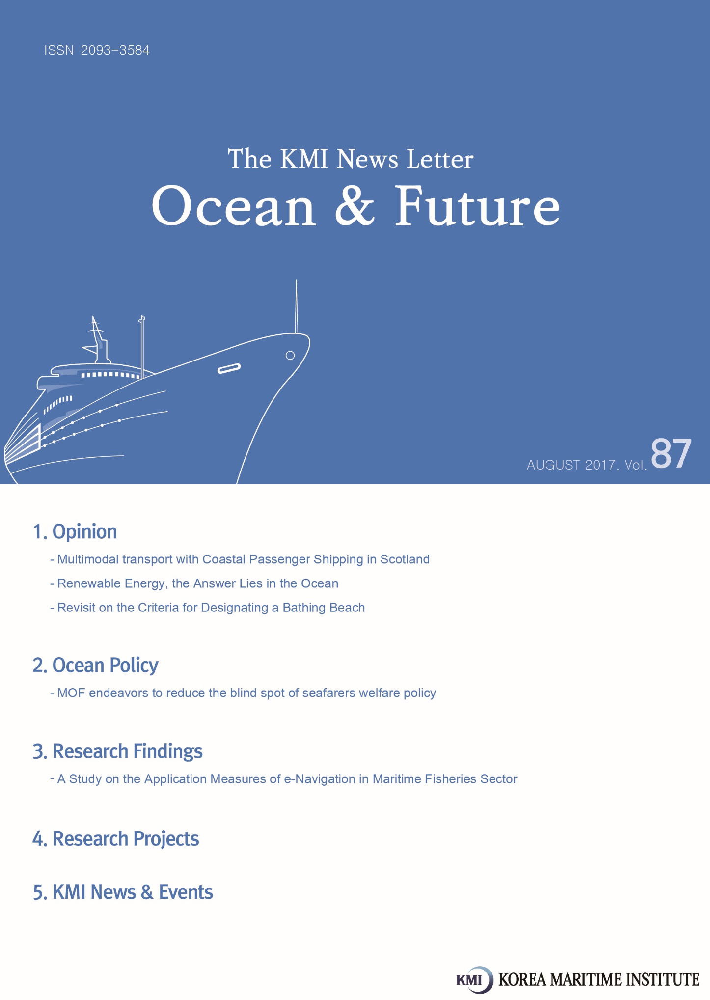 ISSN 2093-3584
The KMI News Letter
Ocean & Future
AUGUST 2017. Vol. 87
1. Opinion
- Multimodal transport with Coastal Passenger Shipping in Scotland
- Renewable Energy, the Answer Lies in the Ocean
- Revisit on the Criteria for Designating a Bathing Beach
2. Ocean Policy
- MOF endeavors to reduce the blind spot of seafarers welfare policy
3. Research Findings
- A Study on the Application Measures of e-Navigation in Maritime Fisheries Sector
4. Research Projects
5. KMI News & Events
KMI KOREA MARITIME INSTITUTE